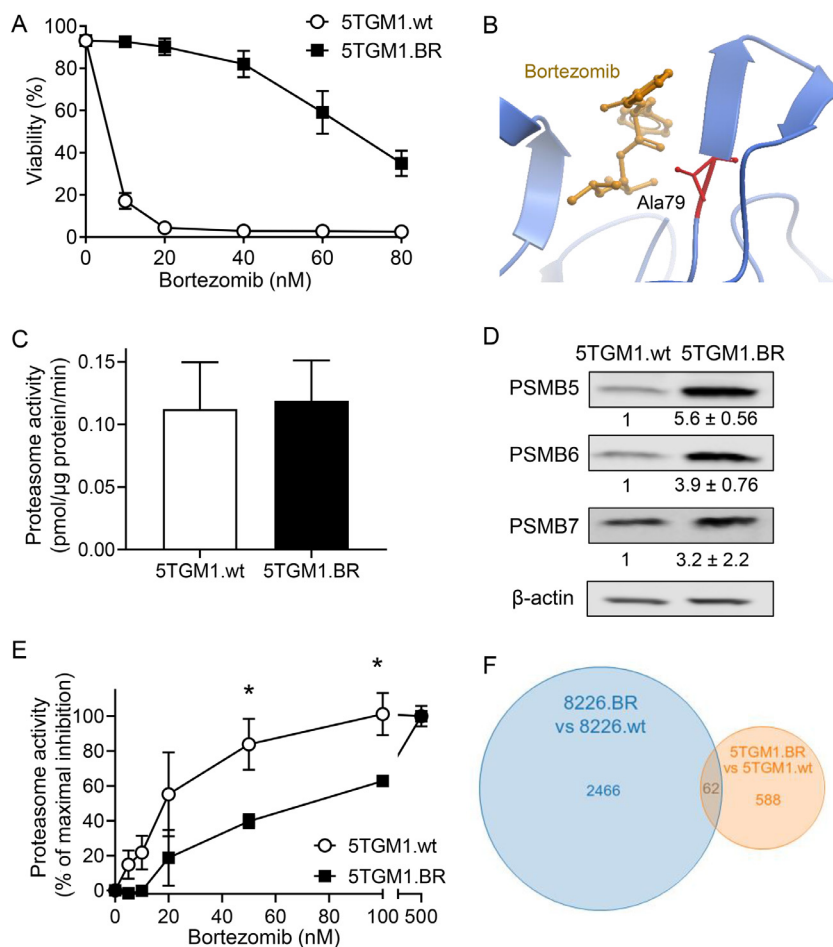 A
5TGM1.wt
5TGM1.BR
100
80
60
40
20
0
Viability (%)
0 20 40 60 80
Bortezomib (nM)
B
Bortezomib
Ala79
C
0.15
0.10
0.05
0.00
Proteasome activity
(pmol/µg protein/min)
5TGM1.wt 5TGM1.BR
D
5TGM1.wt 5TGM1.BR
PSMB5
1 5.6 ± 0.56
PSMB6
1 3.9 ± 0.76
PSMB7
1 3.2 ± 2.2
β-actin
E
* *
100
80
60
40
20
0
Proteasome activity
(% of maximal inhibition)
5TGM1.wt
5TGM1.BR
0 20 40 60 80 100 500
Bortezomib (nM)
F
8226.BR
vs 8226.wt
2466
62
5TGM1.BR
vs 5TGM1.wt
588